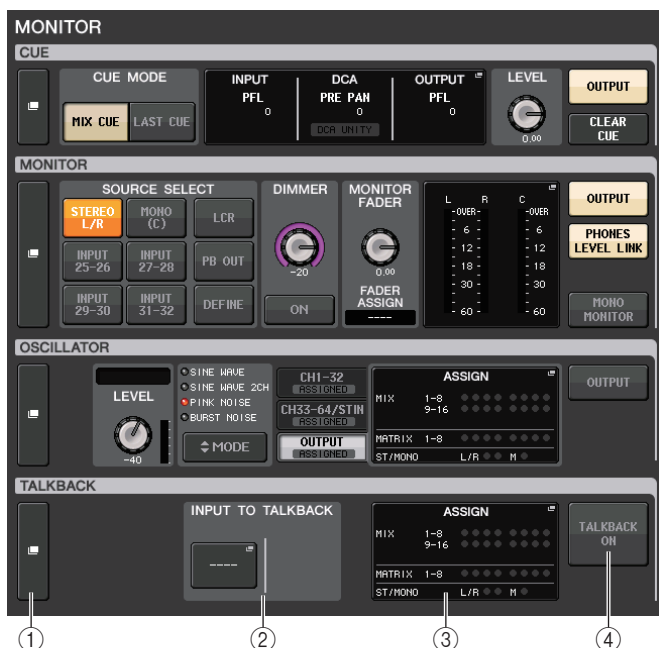 MONITOR
CUE
CUE MODE
MIX CUE LAST CUE
INPUT DCA OUTPUT
PFL PRE PAN PFL
0 0 0
DCA UNITY
LEVEL
0.00
OUTPUT
CLEAR
CUE
MONITOR
SOURCE SELECT
STEREO
L/R
MONO
(C)
LCR
INPUT
25-26
INPUT
27-28
PB OUT
INPUT
29-30
INPUT
31-32
DEFINE
DIMMER
-20
ON
MONITOR
FADER
0.00
FADER
ASSIGN
----
L R C
-OVER- -OVER
- 6 - - 6
- 12 - - 12
- 18 - - 18
- 30 - - 30
- 60 - - 60
OUTPUT
PHONES
LEVEL LINK
MONO
MONITOR
OSCILLATOR
LEVEL
-40
SINE WAVE
SINE WAVE 2CH
PINK NOISE
BURST NOISE
MODE
CH1-32
ASSIGNED
CH33-64/STIN
ASSIGNED
OUTPUT
ASSIGNED
ASSIGN
MIX 1-8
9-16
MATRIX 1-8
ST/MONO L/R M
OUTPUT
TALKBACK
INPUT TO TALKBACK
----
ASSIGN
MIX 1-8
9-16
MATRIX 1-8
ST/MONO L/R M
TALKBACK
ON
① ② ③ ④